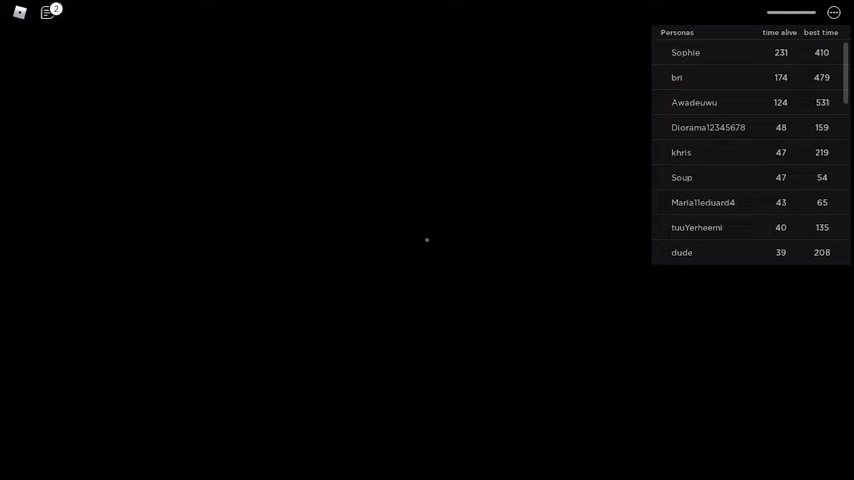 2
Personas time alive best time
Sophie 231 410
bri 174 479
Awadeuwu 124 531
Diorama12345678 48 159
khris 47 219
Soup 47 54
Maria11eduard4 43 65
tuuYerheemi 40 135
dude 39 208